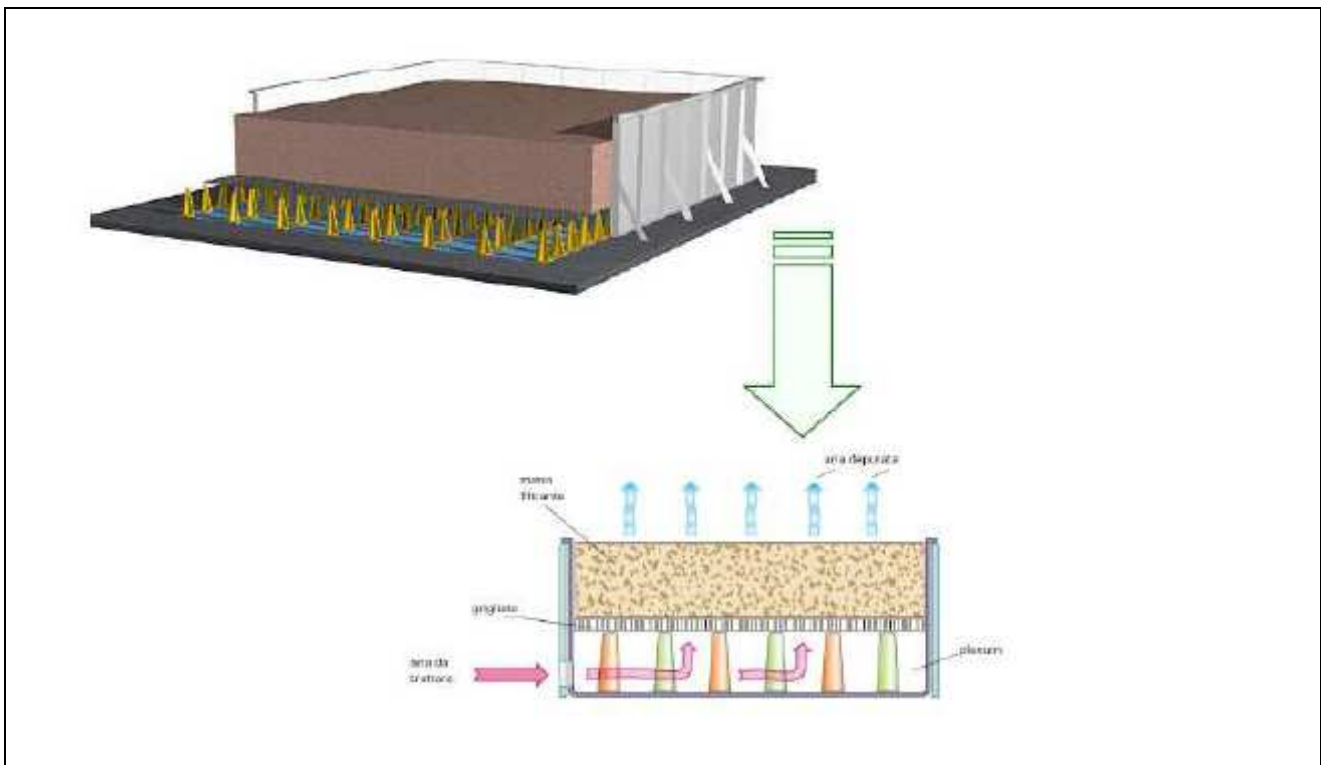 aria depurata
massa
filtrante
grigliato
aria da
trattare
plenum